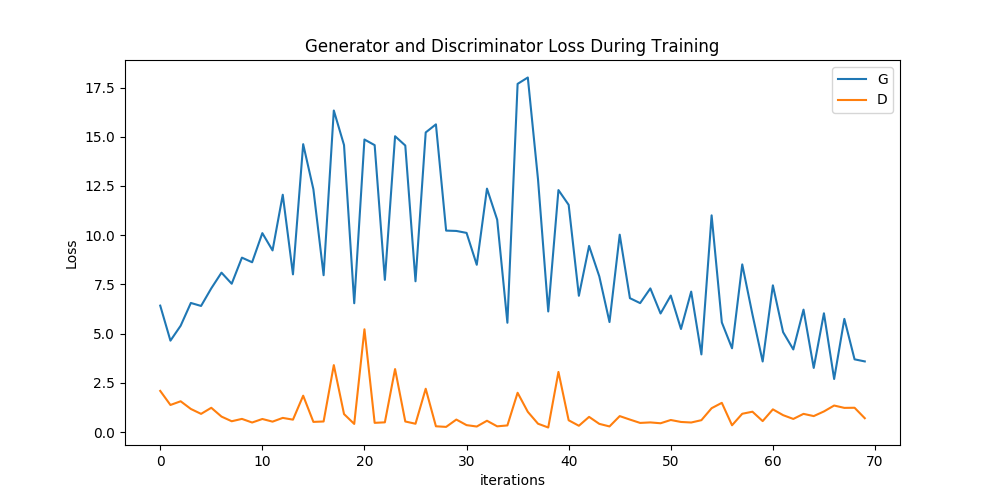 Generator and Discriminator Loss During Training
G
D
17.5
15.0
12.5
10.0
7.5
5.0
2.5
0.0
Loss
0 10 20 30 40 50 60 70
iterations